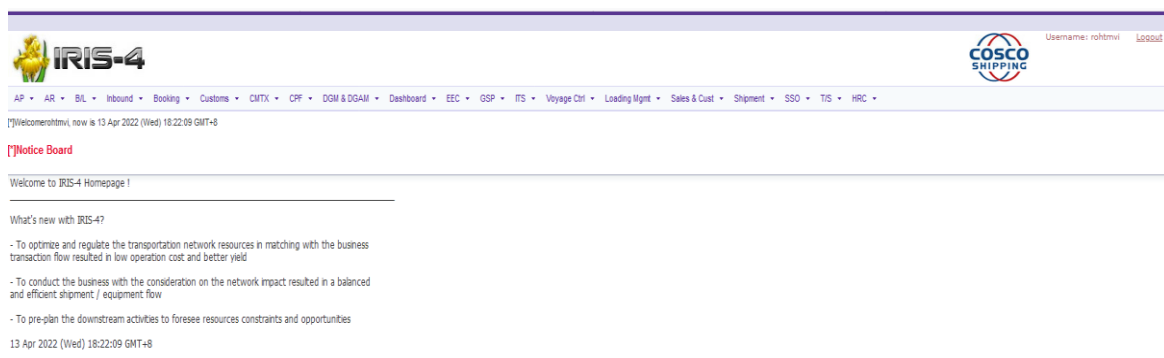 IRIS-4
COSCO
SHIPPING
Username: rohtmvi Logout
AP AR B/L Inbound Booking Customs CMTX CPF DGM & DGAM Dashboard EEC GSP ITS Voyage Ctrl Loading Mgmt Sales & Cust Shipment SSO T/S HRC
[*]Welcomerohtmvi, now is 13 Apr 2022 (Wed) 18:22:09 GMT+8
[*]Notice Board
Welcome to IRIS-4 Homepage !
What's new with IRIS-4?
- To optimize and regulate the transportation network resources in matching with the business
transaction flow resulted in low operation cost and better yield
- To conduct the business with the consideration on the network impact resulted in a balanced
and efficient shipment / equipment flow
- To pre-plan the downstream activities to foresee resources constraints and opportunities
13 Apr 2022 (Wed) 18:22:09 GMT+8